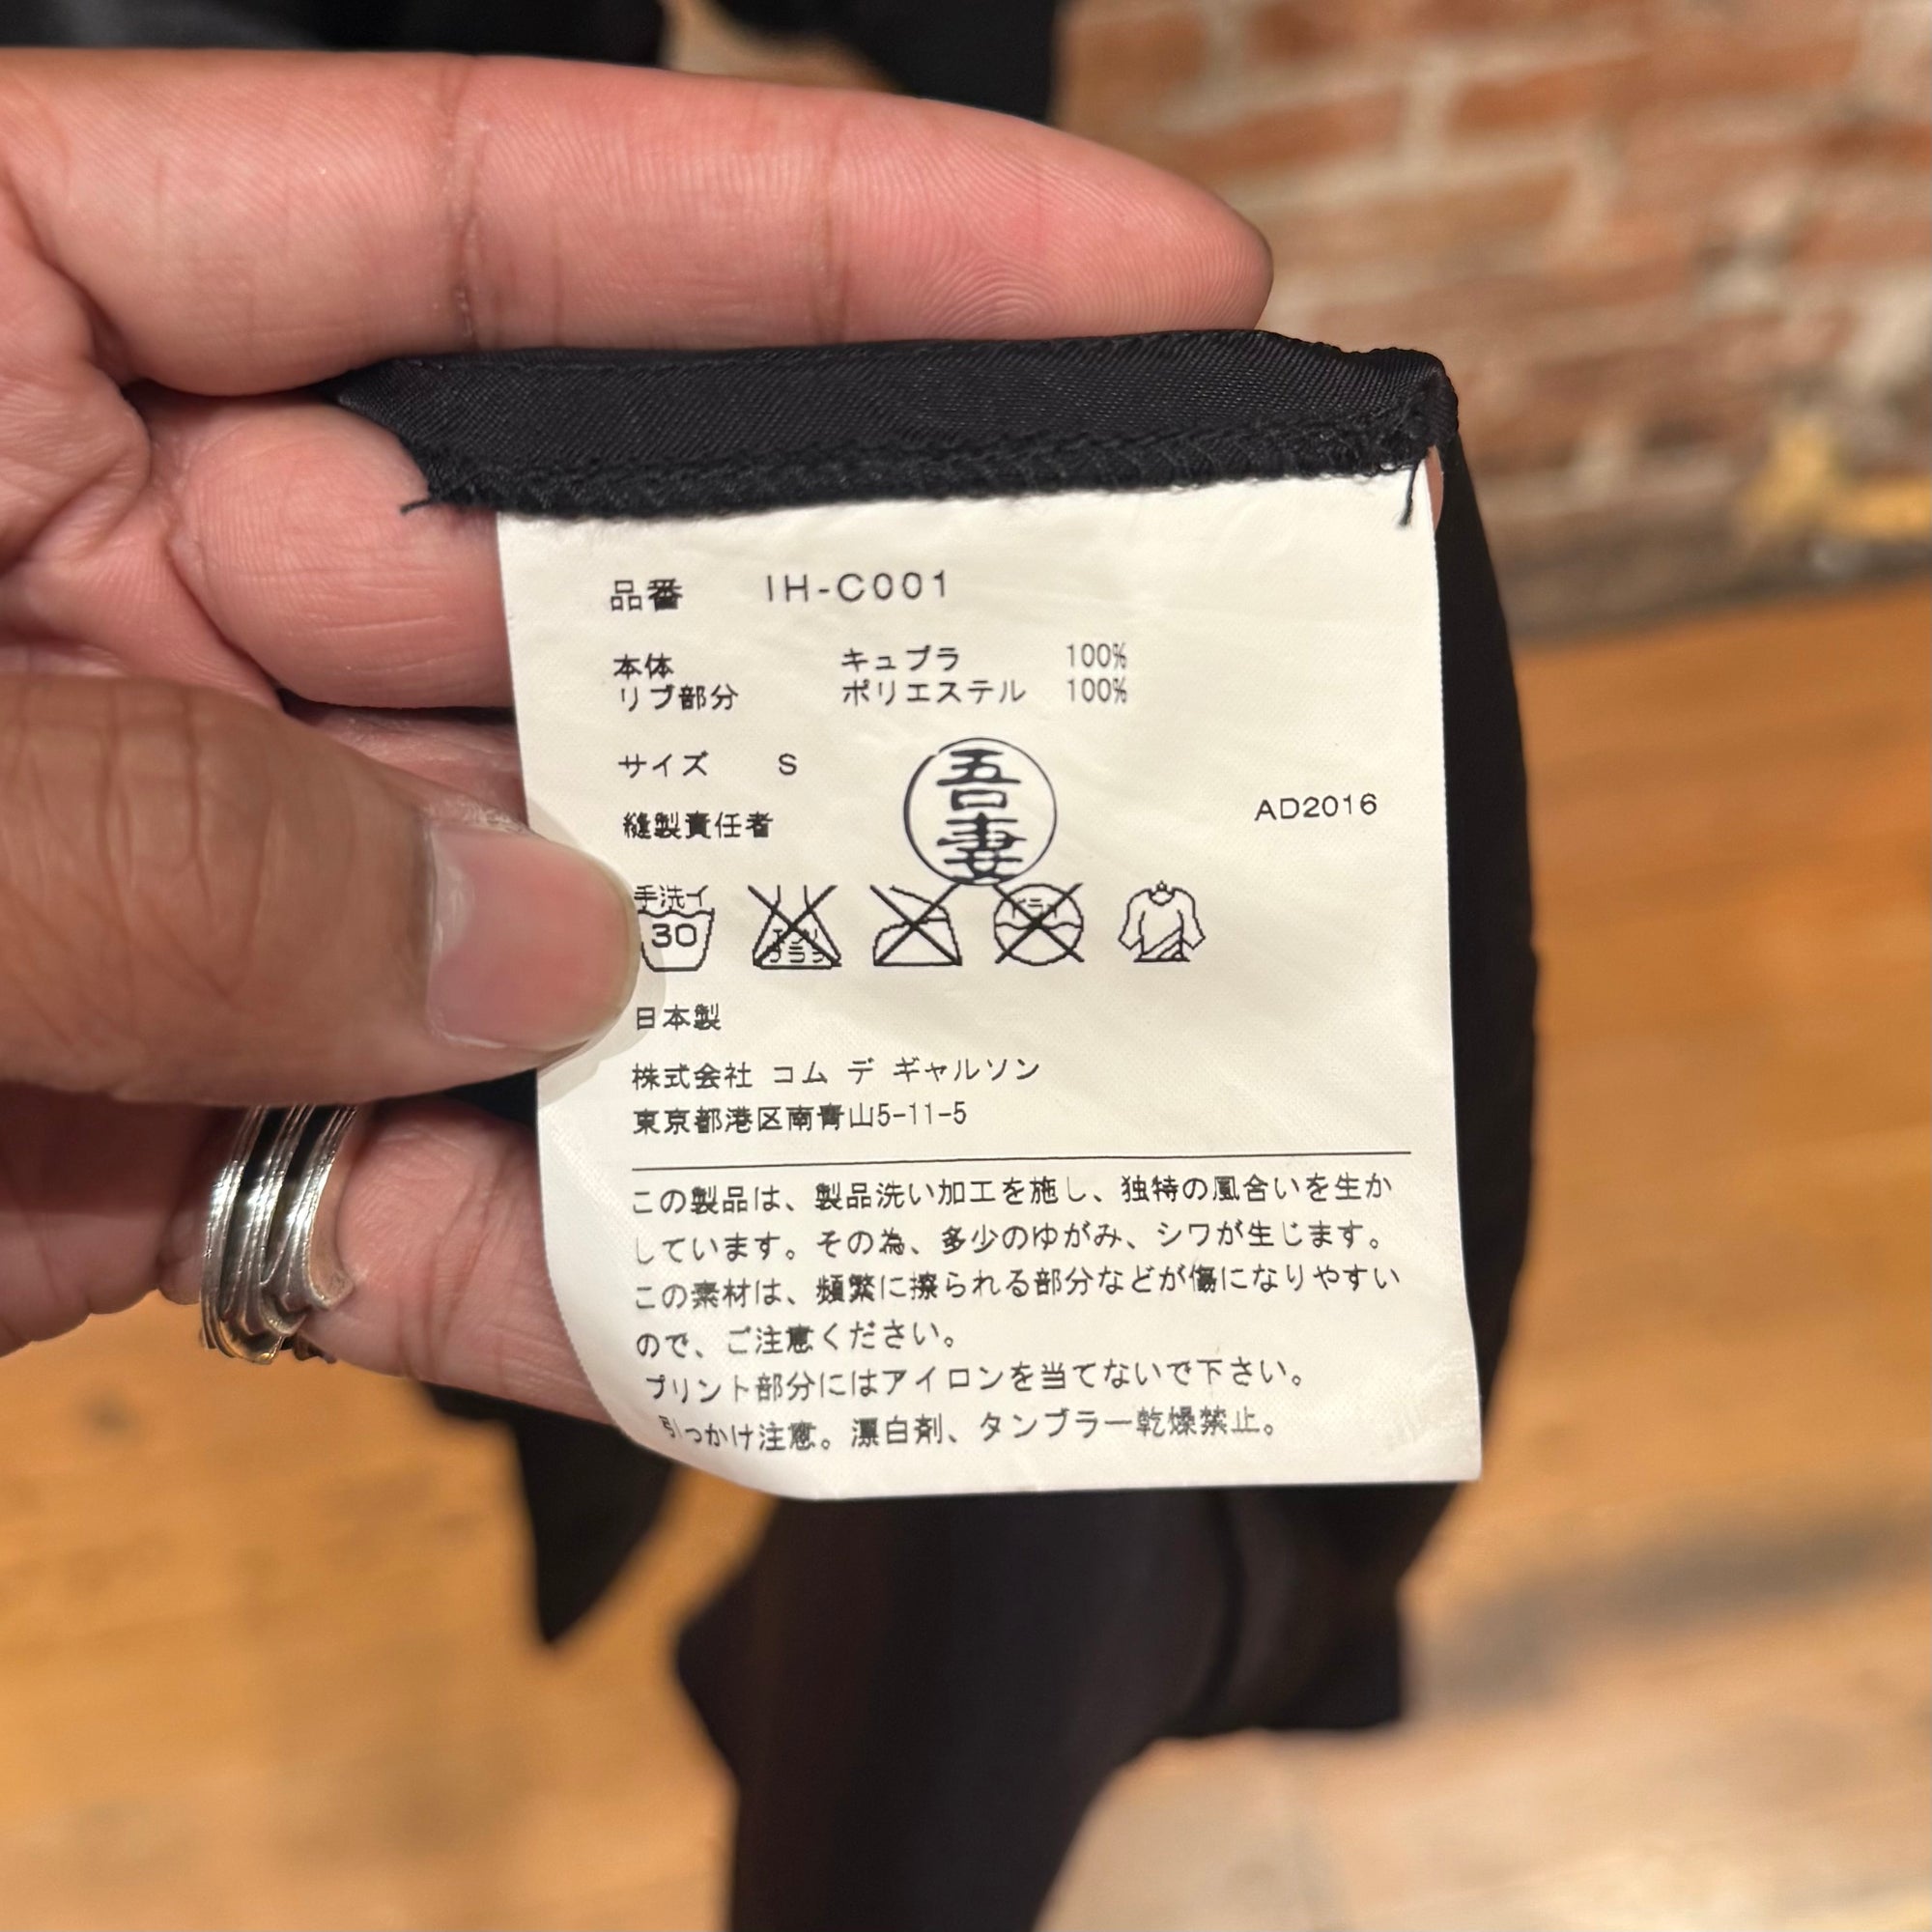 品番 IH-C001
本体 キュプラ 100%
リブ部分 ポリエステル 100%
サイズ S
吾妻
縫製責任者
AD2016
手洗イ
30
エンソ
サラシ
ドライ
日本製
株式会社 コム デ ギャルソン
東京都港区南青山5-11-5
この製品は、製品洗い加工を施し、独特の風合いを生か
しています。その為、多少のゆがみ、シワが生じます。
この素材は、頻繁に擦られる部分などが傷になりやすい
ので、ご注意ください。
プリント部分にはアイロンを当てないで下さい。
引っかけ注意。漂白剤、タンブラー乾燥禁止。